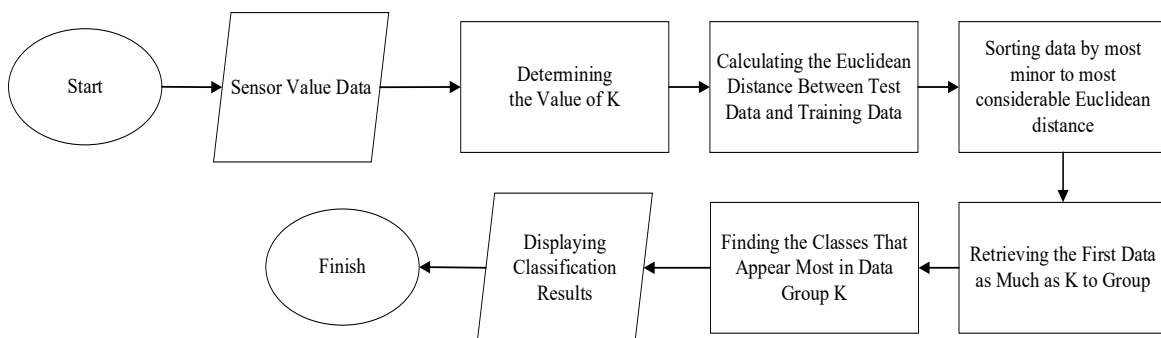 Start
Sensor Value Data
Determining
the Value of K
Calculating the Euclidean
Distance Between Test
Data and Training Data
Sorting data by most
minor to most
considerable Euclidean
distance
Retrieving the First Data
as Much as K to Group
Finding the Classes That
Appear Most in Data
Group K
Displaying
Classification
Results
Finish